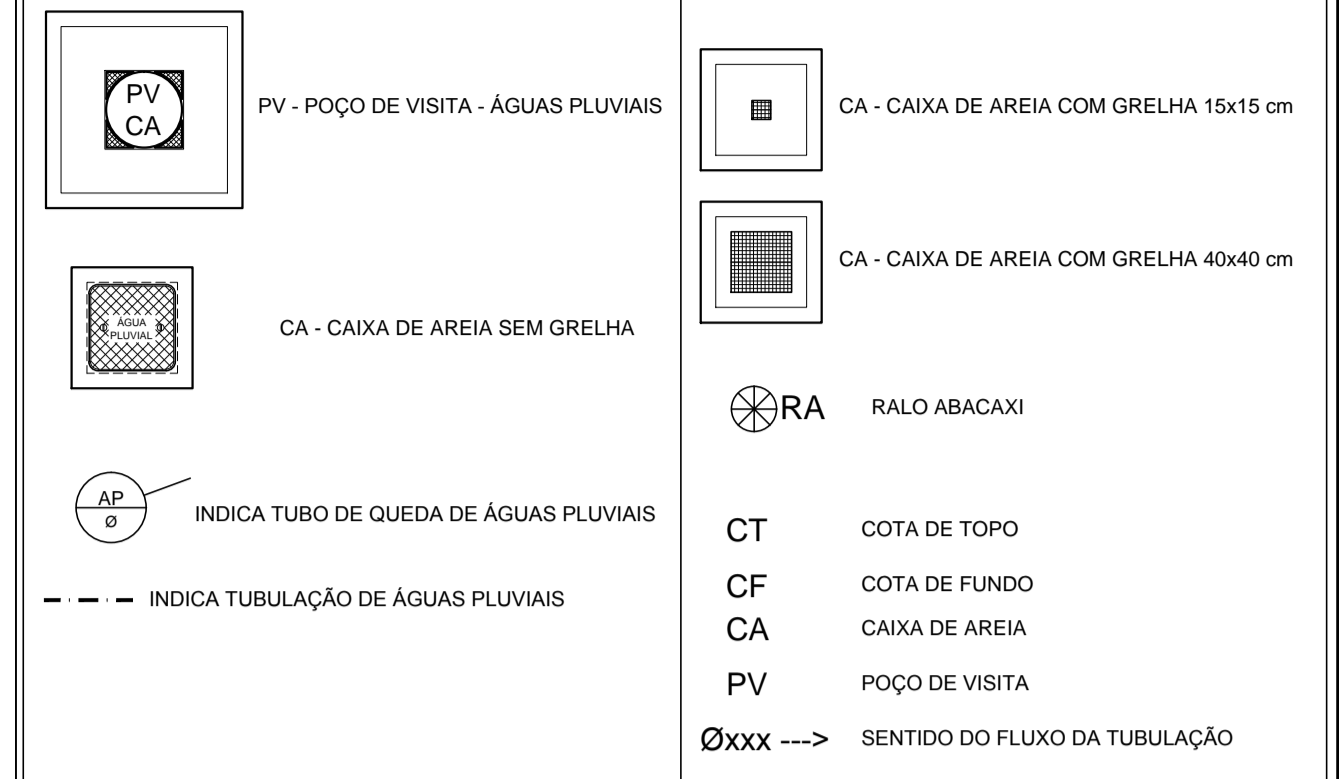 PV
CA
PV - POÇO DE VISITA - ÁGUAS PLUVIAIS
ÁGUA
PLUVIAL
CA - CAIXA DE AREIA SEM GRELHA
AP
Ø
INDICA TUBO DE QUEDA DE ÁGUAS PLUVIAIS
INDICA TUBULAÇÃO DE ÁGUAS PLUVIAIS
CA - CAIXA DE AREIA COM GRELHA 15x15 cm
CA - CAIXA DE AREIA COM GRELHA 40x40 cm
RA RALO ABACAXI
CT COTA DE TOPO
CF COTA DE FUNDO
CA CAIXA DE AREIA
PV POÇO DE VISITA
Øxxx ---> SENTIDO DO FLUXO DA TUBULAÇÃO